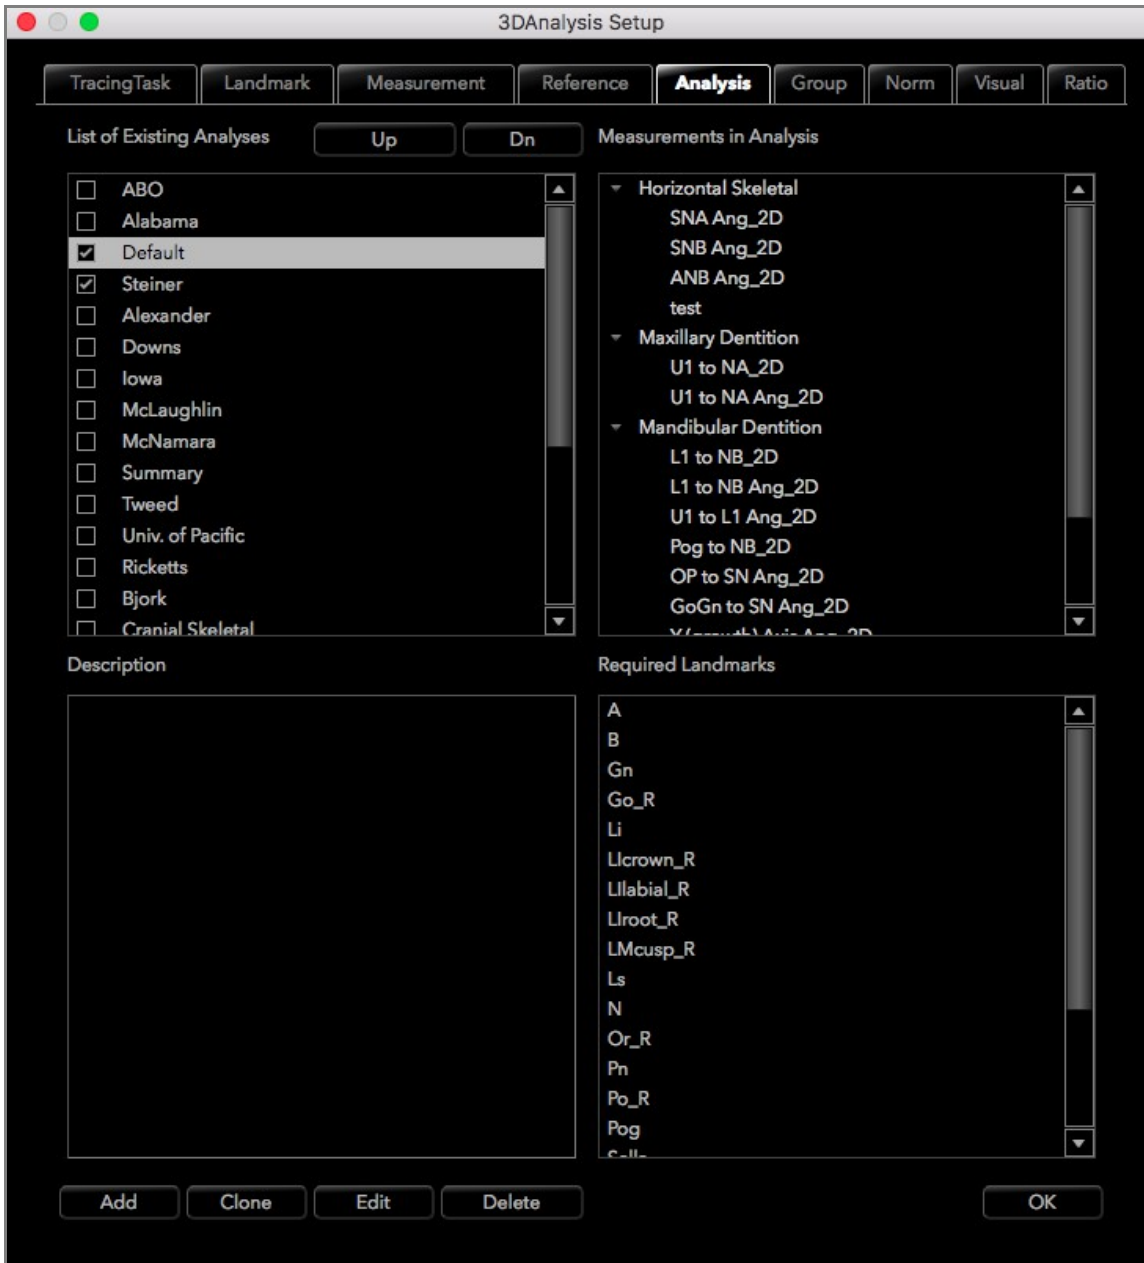 3DAnalysis Setup
TracingTask Landmark Measurement Reference Analysis Group Norm Visual Ratio
List of Existing Analyses Up Dn
ABO
Alabama
Default
Steiner
Alexander
Downs
Iowa
McLaughlin
McNamara
Summary
Tweed
Univ. of Pacific
Ricketts
Bjork
Cranial Skeletal
Measurements in Analysis
Horizontal Skeletal
SNA Ang_2D
SNB Ang_2D
ANB Ang_2D
test
Maxillary Dentition
U1 to NA_2D
U1 to NA Ang_2D
Mandibular Dentition
L1 to NB_2D
L1 to NB Ang_2D
U1 to L1 Ang_2D
Pog to NB_2D
OP to SN Ang_2D
GoGn to SN Ang_2D
Y (growth) Axis Ang_2D
Description
Required Landmarks
A
B
Gn
Go_R
Li
LIcrown_R
LIlabial_R
LIroot_R
LMcusp_R
Ls
N
Or_R
Pn
Po_R
Pog
Sella
Add Clone Edit Delete OK